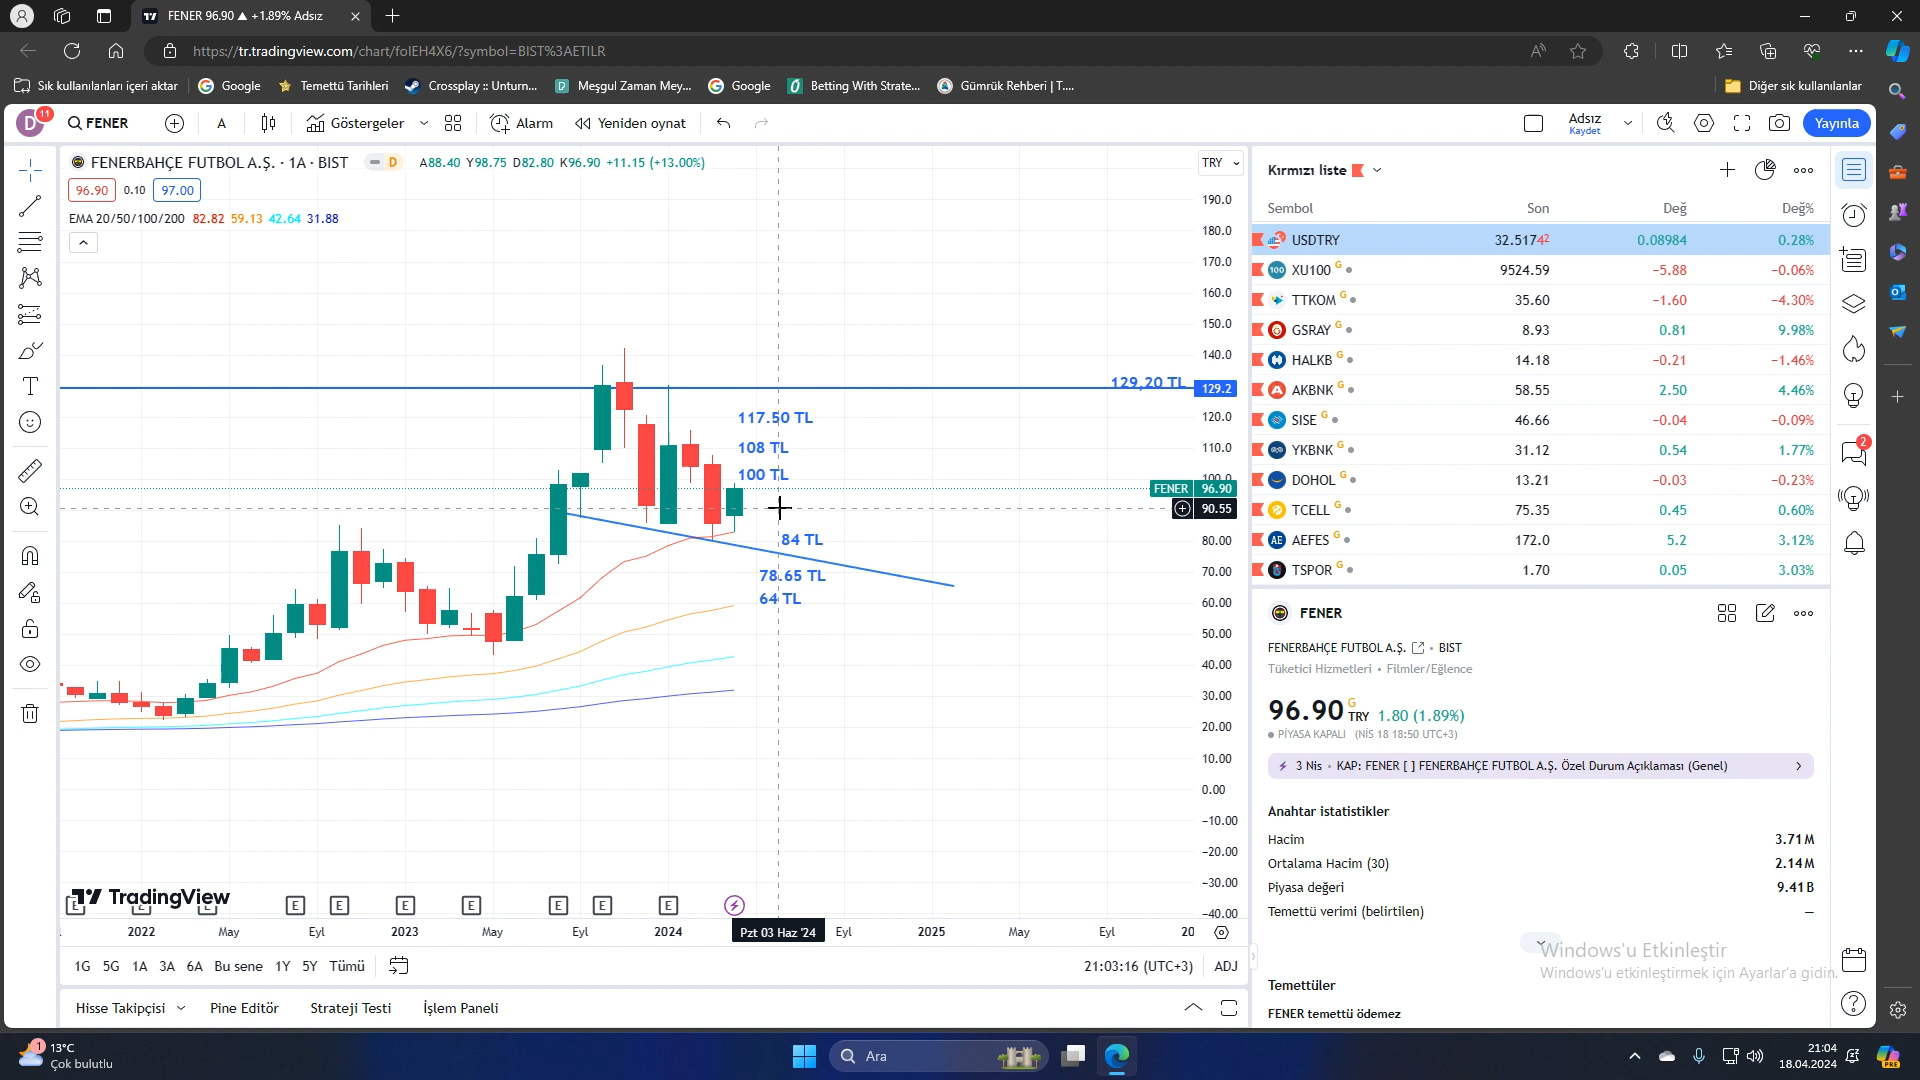 FENER 96.90 ▲ +1.89% Adsız
https://tr.tradingview.com/chart/folEH4X6/?symbol=BIST%3AETILR
Sık kullanılanları içeri aktar
Google
Temettü Tarihleri
Crossplay :: Unturn...
Meşgul Zaman Mey...
Google
Betting With Strate...
Gümrük Rehberi | T....
Diğer sık kullanılanlar
D 11
FENER
A
Göstergeler
Alarm
Yeniden oynat
Adsız
Kaydet
Yayınla
FENERBAHÇE FUTBOL A.Ş. · 1A · BIST
D
A88.40 Y98.75 D82.80 K96.90 +11.15 (+13.00%)
TRY
96.90 0.10 97.00
EMA 20/50/100/200 82.82 59.13 42.64 31.88
190.0
180.0
170.0
160.0
150.0
140.0
129,20 TL
129.2
120.0
110.0
100.0
FENER 96.90
90.55
80.00
70.00
60.00
50.00
40.00
30.00
20.00
10.00
0.00
−10.00
−20.00
−30.00
−40.00
117.50 TL
108 TL
100 TL
84 TL
78.65 TL
64 TL
TradingView
E E E E E E E E E E
2022 May Eyl 2023 May Eyl 2024 Pzt 03 Haz '24 Eyl 2025 May Eyl 20
1G 5G 1A 3A 6A Bu sene 1Y 5Y Tümü
21:03:16 (UTC+3) ADJ
Hisse Takipçisi
Pine Editör
Strateji Testi
İşlem Paneli
Kırmızı liste
Sembol Son Değ Değ%
USDTRY 32.51742 0.08984 0.28%
XU100 G 9524.59 −5.88 −0.06%
TTKOM G 35.60 −1.60 −4.30%
GSRAY G 8.93 0.81 9.98%
HALKB G 14.18 −0.21 −1.46%
AKBNK G 58.55 2.50 4.46%
SISE G 46.66 −0.04 −0.09%
YKBNK G 31.12 0.54 1.77%
DOHOL G 13.21 −0.03 −0.23%
TCELL G 75.35 0.45 0.60%
AEFES G 172.0 5.2 3.12%
TSPOR G 1.70 0.05 3.03%
FENER
FENERBAHÇE FUTBOL A.Ş. • BIST
Tüketici Hizmetleri • Filmler/Eğlence
96.90 G TRY 1.80 (1.89%)
PİYASA KAPALI (NİS 18 18:50 UTC+3)
3 Nis · KAP: FENER [ ] FENERBAHÇE FUTBOL A.Ş. Özel Durum Açıklaması (Genel)
Anahtar istatistikler
Hacim 3.71M
Ortalama Hacim (30) 2.14M
Piyasa değeri 9.41B
Temettü verimi (belirtilen) —
Windows'u Etkinleştir
Windows'u etkinleştirmek için Ayarlar'a gidin.
Temettüler
FENER temettü ödemez
2
1
13°C
Çok bulutlu
Ara
21:04
18.04.2024
PRE